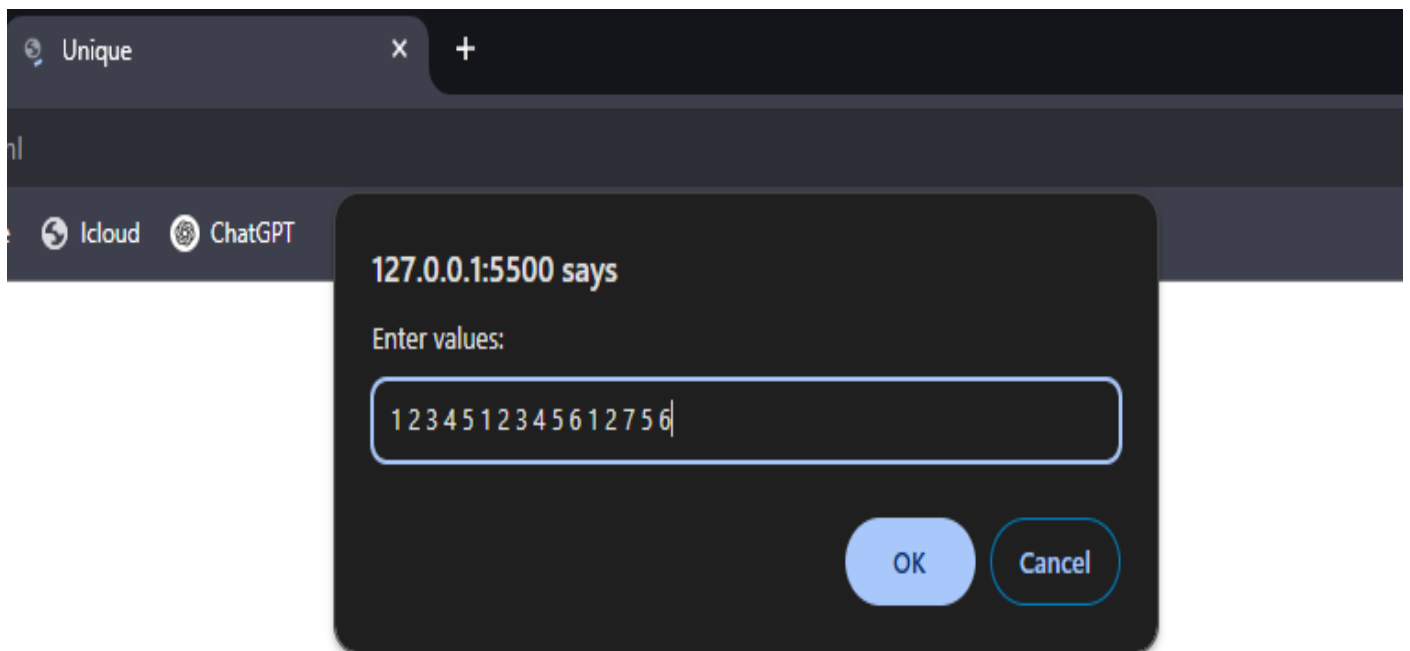 Unique
Icloud ChatGPT
127.0.0.1:5500 says
Enter values:
1 2 3 4 5 1 2 3 4 5 6 1 2 7 5 6
OK Cancel